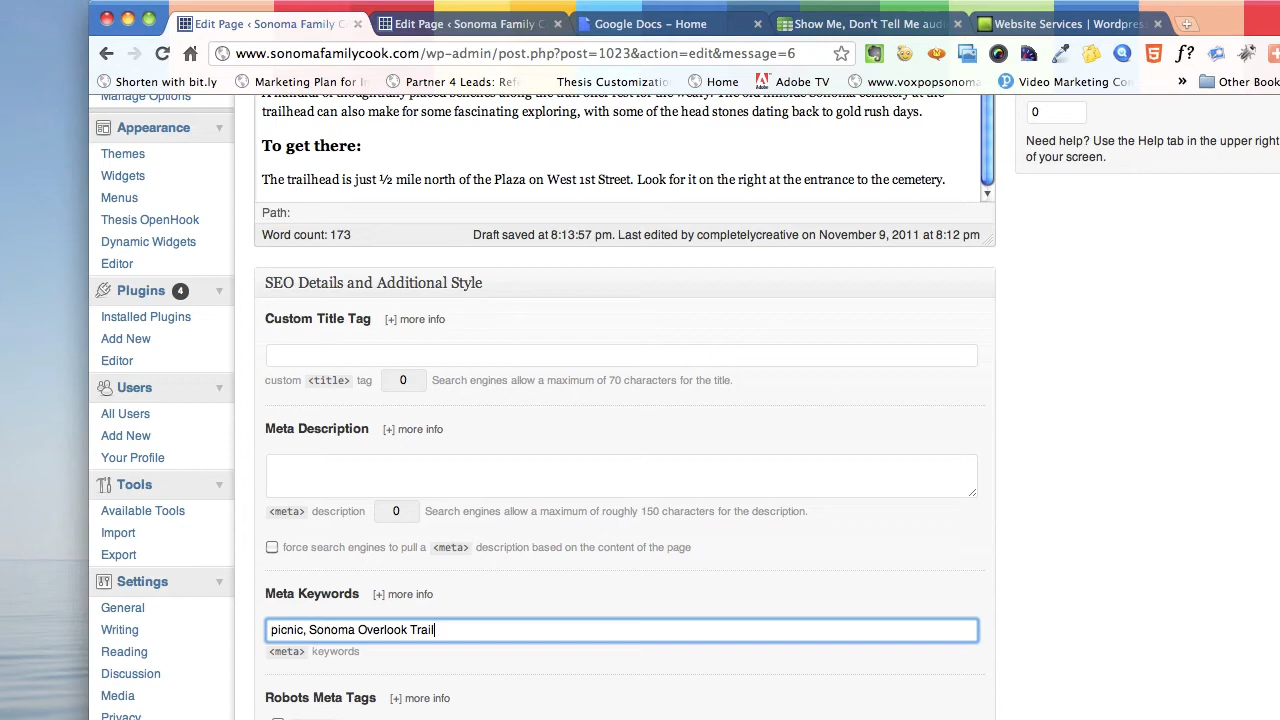 Edit Page ‹ Sonoma Family C
Edit Page ‹ Sonoma Family C
Google Docs – Home
Show Me, Don't Tell Me aud
Website Services | Wordpres
www.sonomafamilycook.com/wp-admin/post.php?post=1023&action=edit&message=6
Shorten with bit.ly
Marketing Plan for In
Partner 4 Leads: Refe
Thesis Customization
Home
Adobe TV
www.voxpopsonoma
Video Marketing Con
»
Other Book
Manage Options
Appearance
Themes
Widgets
Menus
Thesis OpenHook
Dynamic Widgets
Editor
Plugins 4
Installed Plugins
Add New
Editor
Users
All Users
Add New
Your Profile
Tools
Available Tools
Import
Export
Settings
General
Writing
Reading
Discussion
Media
Privacy
trailhead can also make for some fascinating exploring, with some of the head stones dating back to gold rush days.
To get there:
The trailhead is just ½ mile north of the Plaza on West 1st Street. Look for it on the right at the entrance to the cemetery.
Path:
Word count: 173
Draft saved at 8:13:57 pm. Last edited by completelycreative on November 9, 2011 at 8:12 pm
SEO Details and Additional Style
Custom Title Tag [+] more info
custom <title> tag 0 Search engines allow a maximum of 70 characters for the title.
Meta Description [+] more info
<meta> description 0 Search engines allow a maximum of roughly 150 characters for the description.
force search engines to pull a <meta> description based on the content of the page
Meta Keywords [+] more info
picnic, Sonoma Overlook Trail
<meta> keywords
Robots Meta Tags [+] more info
0
Need help? Use the Help tab in the upper right
of your screen.